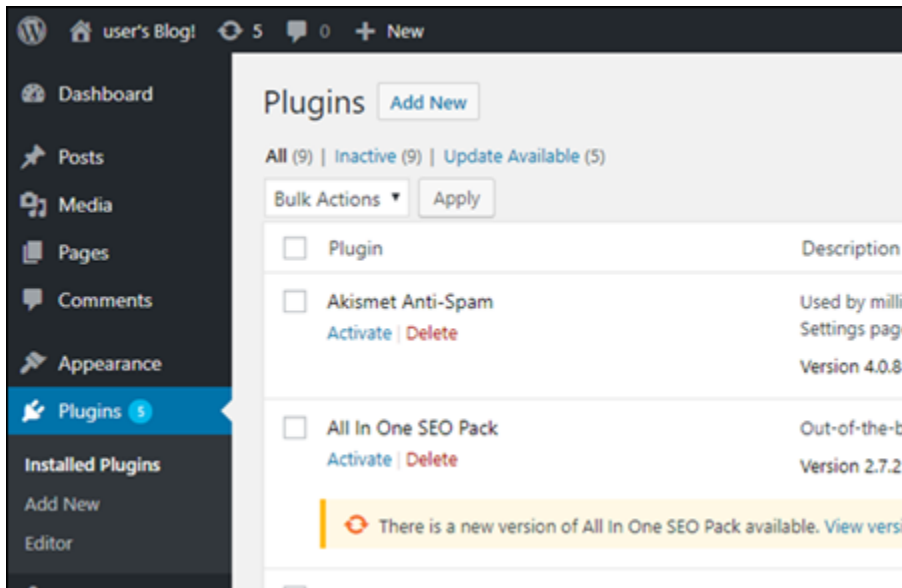 user's Blog! 5 0 + New
Dashboard
Posts
Media
Pages
Comments
Appearance
Plugins 5
Installed Plugins
Add New
Editor
Plugins Add New
All (9) | Inactive (9) | Update Available (5)
Bulk Actions Apply
Plugin Description
Akismet Anti-Spam Used by milli
Activate | Delete Settings pag
Version 4.0.8
All In One SEO Pack Out-of-the-b
Activate | Delete Version 2.7.2
There is a new version of All In One SEO Pack available. View versi